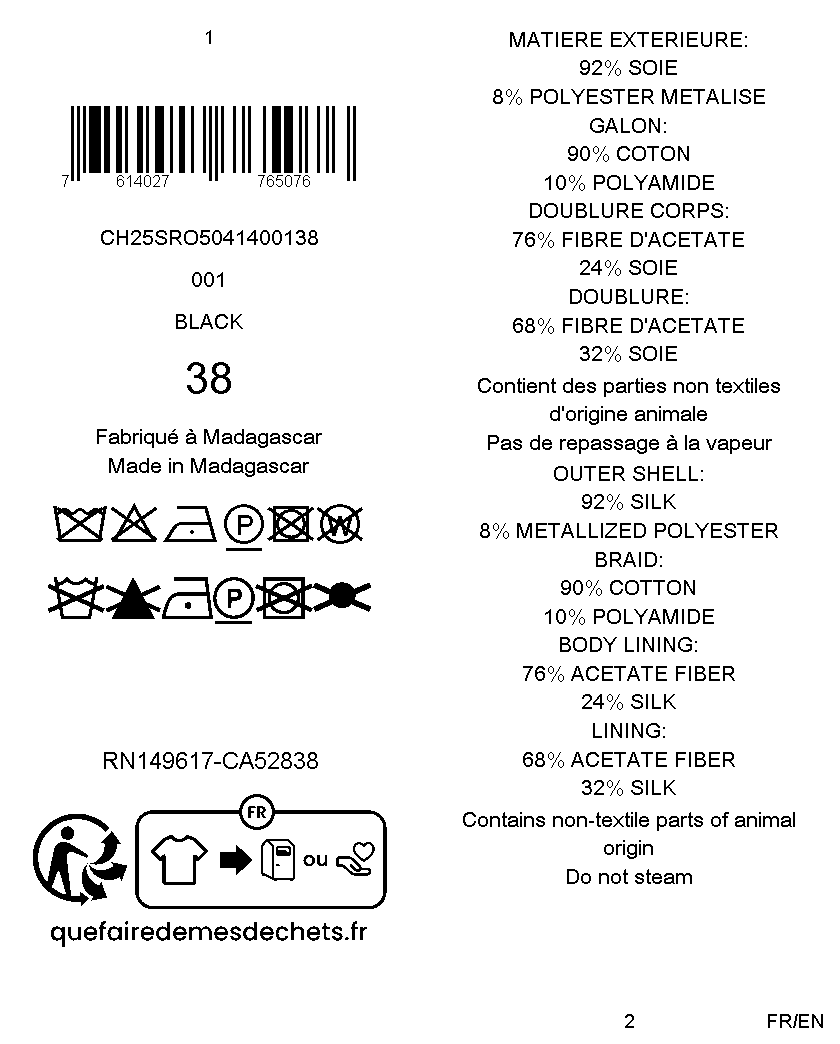 1
7 614027 765076
CH25SRO5041400138
001
BLACK
38
Fabriqué à Madagascar
Made in Madagascar
P W
P
RN149617-CA52838
FR
ou
quefairedemesdechets.fr
MATIERE EXTERIEURE:
92% SOIE
8% POLYESTER METALISE
GALON:
90% COTON
10% POLYAMIDE
DOUBLURE CORPS:
76% FIBRE D'ACETATE
24% SOIE
DOUBLURE:
68% FIBRE D'ACETATE
32% SOIE
Contient des parties non textiles
d'origine animale
Pas de repassage à la vapeur
OUTER SHELL:
92% SILK
8% METALLIZED POLYESTER
BRAID:
90% COTTON
10% POLYAMIDE
BODY LINING:
76% ACETATE FIBER
24% SILK
LINING:
68% ACETATE FIBER
32% SILK
Contains non-textile parts of animal
origin
Do not steam
2
FR/EN